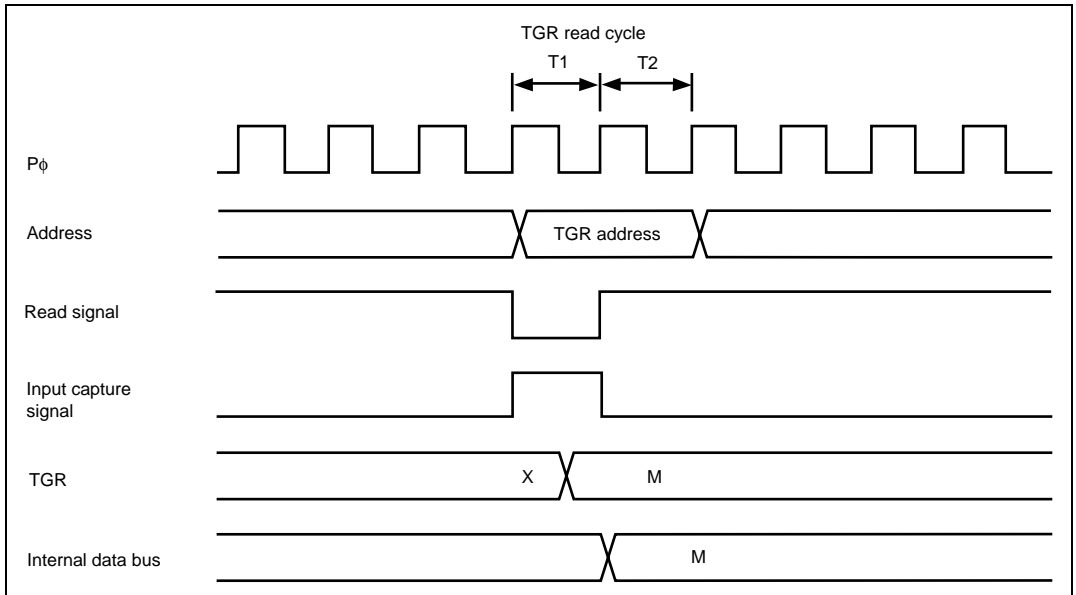 TGR read cycle
T1 T2
Pϕ
Address
TGR address
Read signal
Input capture
signal
TGR
X M
Internal data bus
M